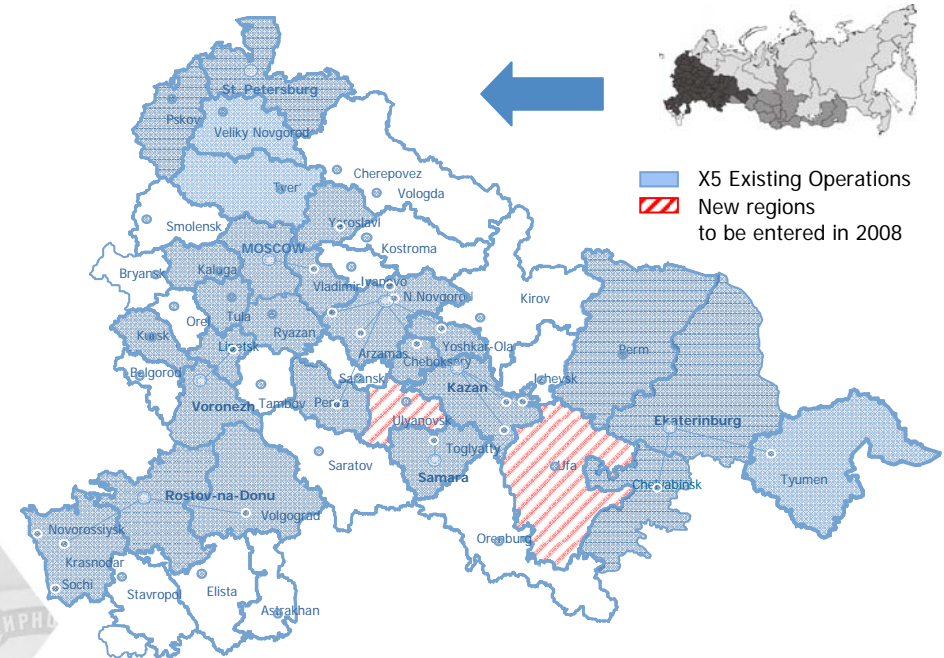 St. Petersburg
Pskov
Veliky Novgorod
Tver
Cherepovez
Vologda
Smolensk
Yaroslavl
Kostroma
MOSCOW
Bryansk
Kaluga
Vladimir
Ivanovo
N.Novgorod
Kirov
Orel
Tula
Ryazan
Kursk
Lipetsk
Arzamas
Yoshkar-Ola
Cheboksary
Perm
Belgorod
Saransk
Kazan
Izhevsk
Voronezh
Tambov
Penza
Ulyanovsk
Ekaterinburg
Saratov
Toglyatty
Samara
Ufa
Chelyabinsk
Tyumen
Rostov-na-Donu
Volgograd
Novorossiysk
Orenburg
Krasnodar
Sochi
Stavropol
Elista
Astrakhan
X5 Existing Operations
New regions
to be entered in 2008